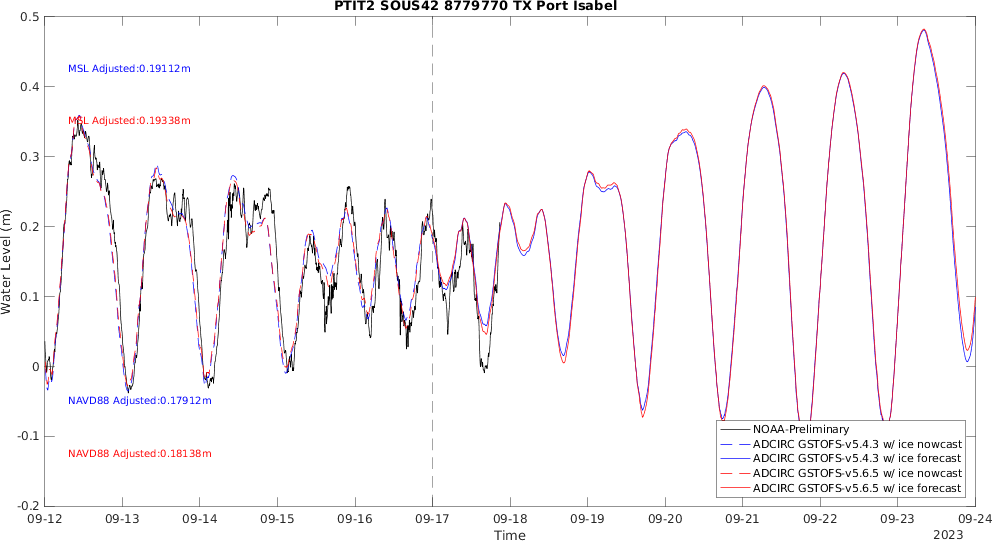 PTIT2 SOUS42 8779770 TX Port Isabel
0.5
0.4
0.3
0.2
0.1
0
-0.1
-0.2
Water Level (m)
MSL Adjusted:0.19112m
MSL Adjusted:0.19338m
NAVD88 Adjusted:0.17912m
NAVD88 Adjusted:0.18138m
NOAA-Preliminary
ADCIRC GSTOFS-v5.4.3 w/ ice nowcast
ADCIRC GSTOFS-v5.4.3 w/ ice forecast
ADCIRC GSTOFS-v5.6.5 w/ ice nowcast
ADCIRC GSTOFS-v5.6.5 w/ ice forecast
09-12 09-13 09-14 09-15 09-16 09-17 09-18 09-19 09-20 09-21 09-22 09-23 09-24
Time
2023